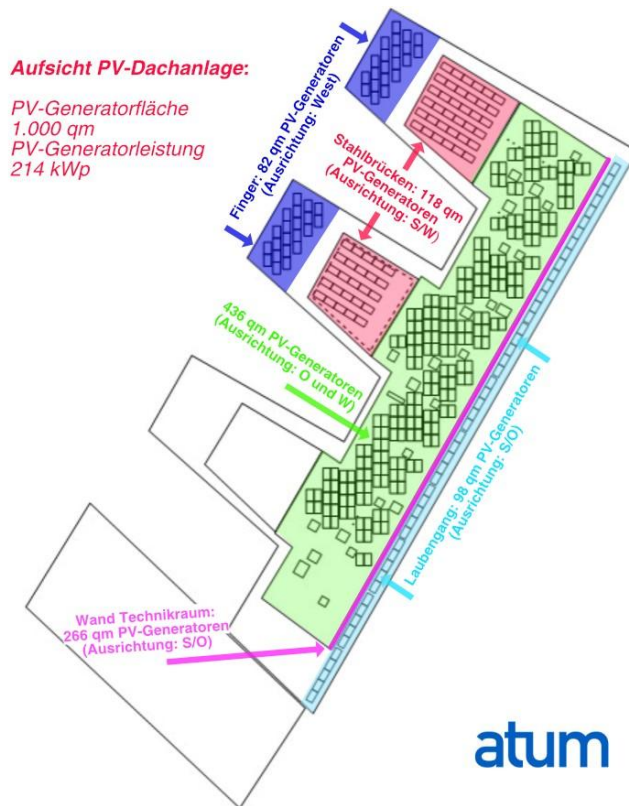 Aufsicht PV-Dachanlage:
PV-Generatorfläche
1.000 qm
PV-Generatorleistung
214 kWp
Finger: 82 qm PV-Generatoren
(Ausrichtung: West)
Stahlbrücken: 118 qm
PV-Generatoren
(Ausrichtung: S/W)
436 qm PV-Generatoren
(Ausrichtung: O und W)
Laubengang: 98 qm PV-Generatoren
(Ausrichtung: S/O)
Wand Technikraum:
266 qm PV-Generatoren
(Ausrichtung: S/O)
atum